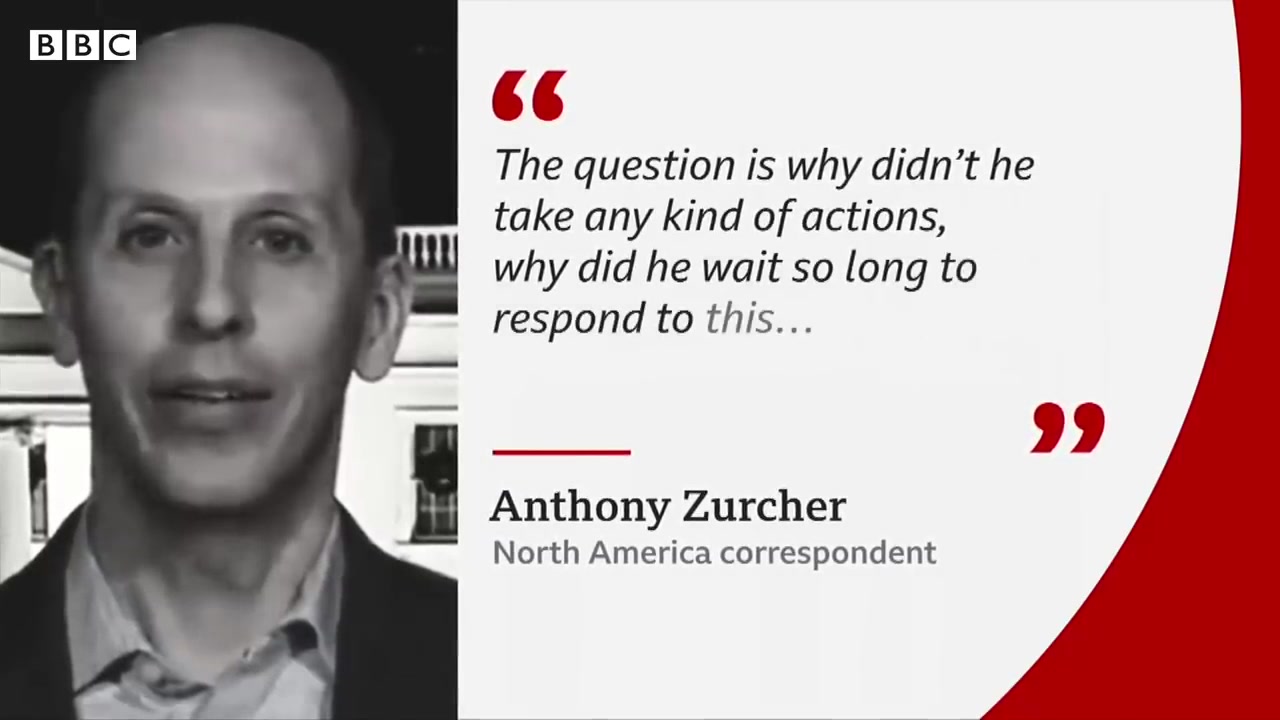 BBC
“
The question is why didn’t he
take any kind of actions,
why did he wait so long to
respond to this...
”
Anthony Zurcher
North America correspondent